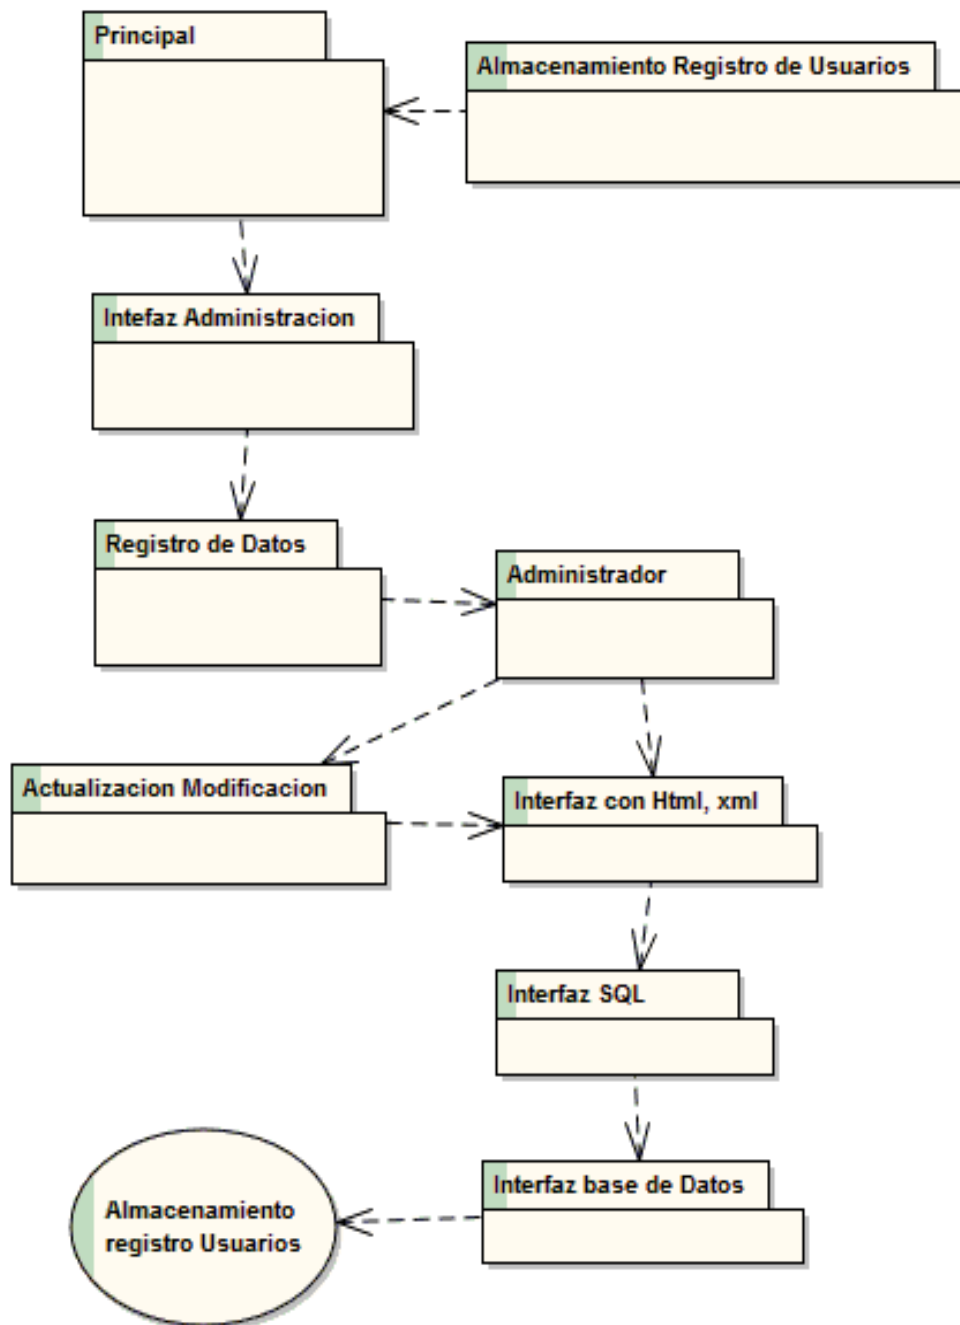 Principal
Almacenamiento Registro de Usuarios
Intefaz Administracion
Registro de Datos
Administrador
Actualizacion Modificacion
Interfaz con Html, xml
Interfaz SQL
Interfaz base de Datos
Almacenamiento
registro Usuarios